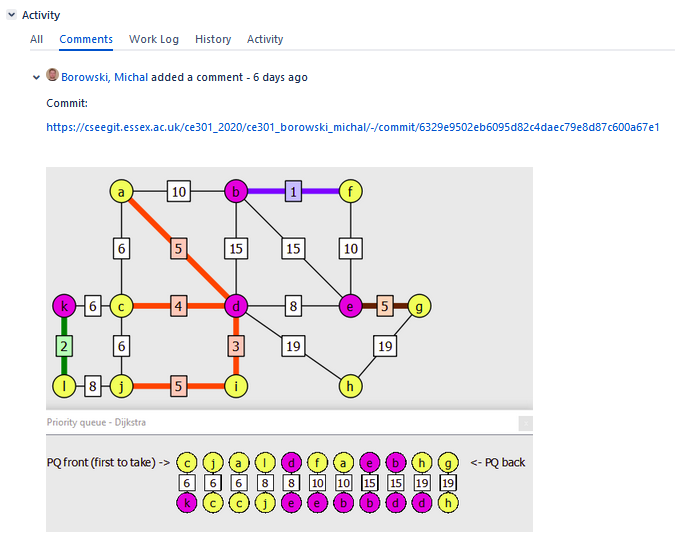 Activity
All Comments Work Log History Activity
Borowski, Michal added a comment - 6 days ago
Commit:
https://cseegit.essex.ac.uk/ce301_2020/ce301_borowski_michal/-/commit/6329e9502eb6095d82c4daec79e8d87c600a67e1
a 10 b 1 f
6 5 15 15 10
k 6 c 4 d 8 e 5 g
2 6 3 19 19
l 8 j 5 i h
Priority queue - Dijkstra
PQ front (first to take) -> c j a l d f a e b h g <- PQ back
6 6 6 8 8 10 10 15 15 19 19
k c c j e e b b d d h